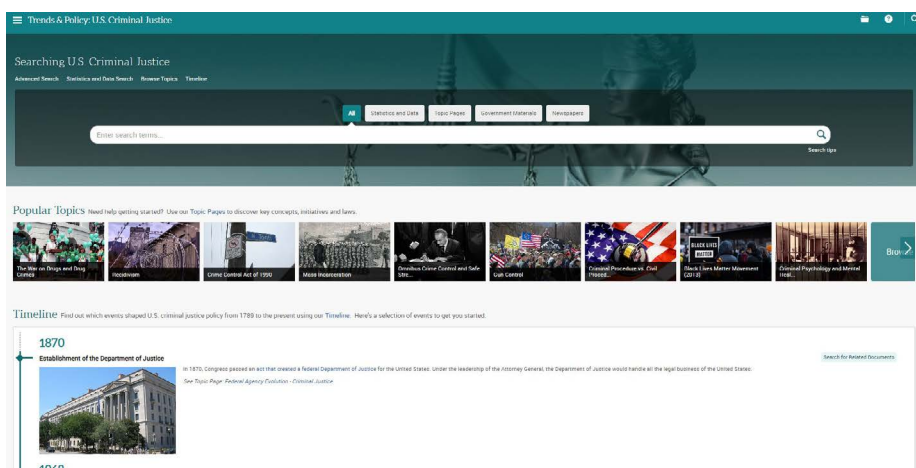 Trends & Policy: U.S. Criminal Justice
Searching U.S. Criminal Justice
Advanced Search Statistics and Data Search Browse Topics Timeline
All Statistics and Data Topic Pages Government Materials Newspapers
Enter search terms...
Search tips
Popular Topics Need help getting started? Use our Topic Pages to discover key concepts, initiatives and laws.
BLACK LIVES
MATTER
The War on Drugs and Drug
Crimes
Recidivism
Crime Control Act of 1990
Mass Incarceration
Omnibus Crime Control and Safe
Stre...
Gun Control
Criminal Procedure vs. Civil
Proced...
Black Lives Matter Movement
(2013)
Criminal Psychology and Mental
Heal...
Timeline Find out which events shaped U.S. criminal justice policy from 1789 to the present using our Timeline. Here's a selection of events to get you started.
1870
Establishment of the Department of Justice
Search for Related Documents
In 1870, Congress passed an act that created a federal Department of Justice for the United States. Under the leadership of the Attorney General, the Department of Justice would handle all the legal business of the United States.
See Topic Page: Federal Agency Evolution - Criminal Justice